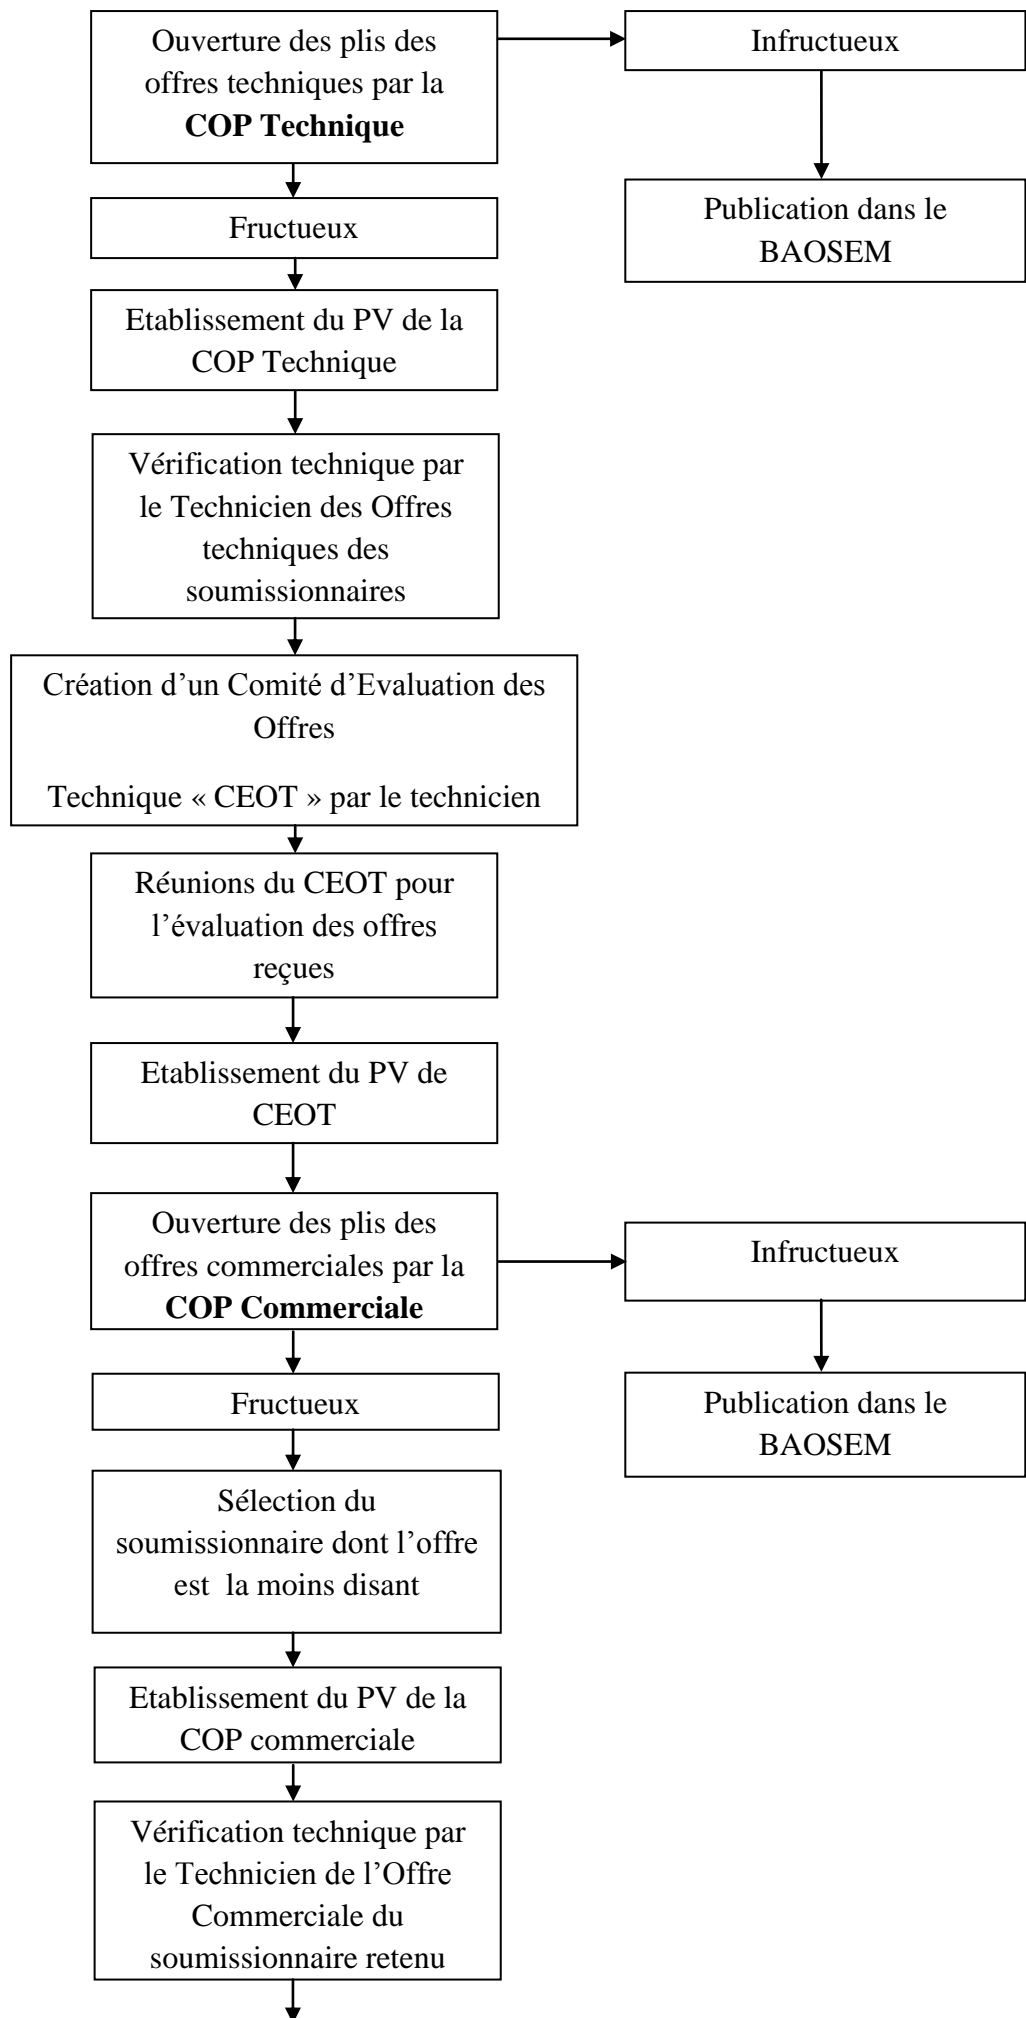 Ouverture des plis des
offres techniques par la
COP Technique
Infructueux
Publication dans le
BAOSEM
Fructueux
Etablissement du PV de la
COP Technique
Vérification technique par
le Technicien des Offres
techniques des
soumissionnaires
Création d’un Comité d’Evaluation des
Offres
Technique « CEOT » par le technicien
Réunions du CEOT pour
l’évaluation des offres
reçues
Etablissement du PV de
CEOT
Ouverture des plis des
offres commerciales par la
COP Commerciale
Infructueux
Publication dans le
BAOSEM
Fructueux
Sélection du
soumissionnaire dont l’offre
est la moins disant
Etablissement du PV de la
COP commerciale
Vérification technique par
le Technicien de l’Offre
Commerciale du
soumissionnaire retenu